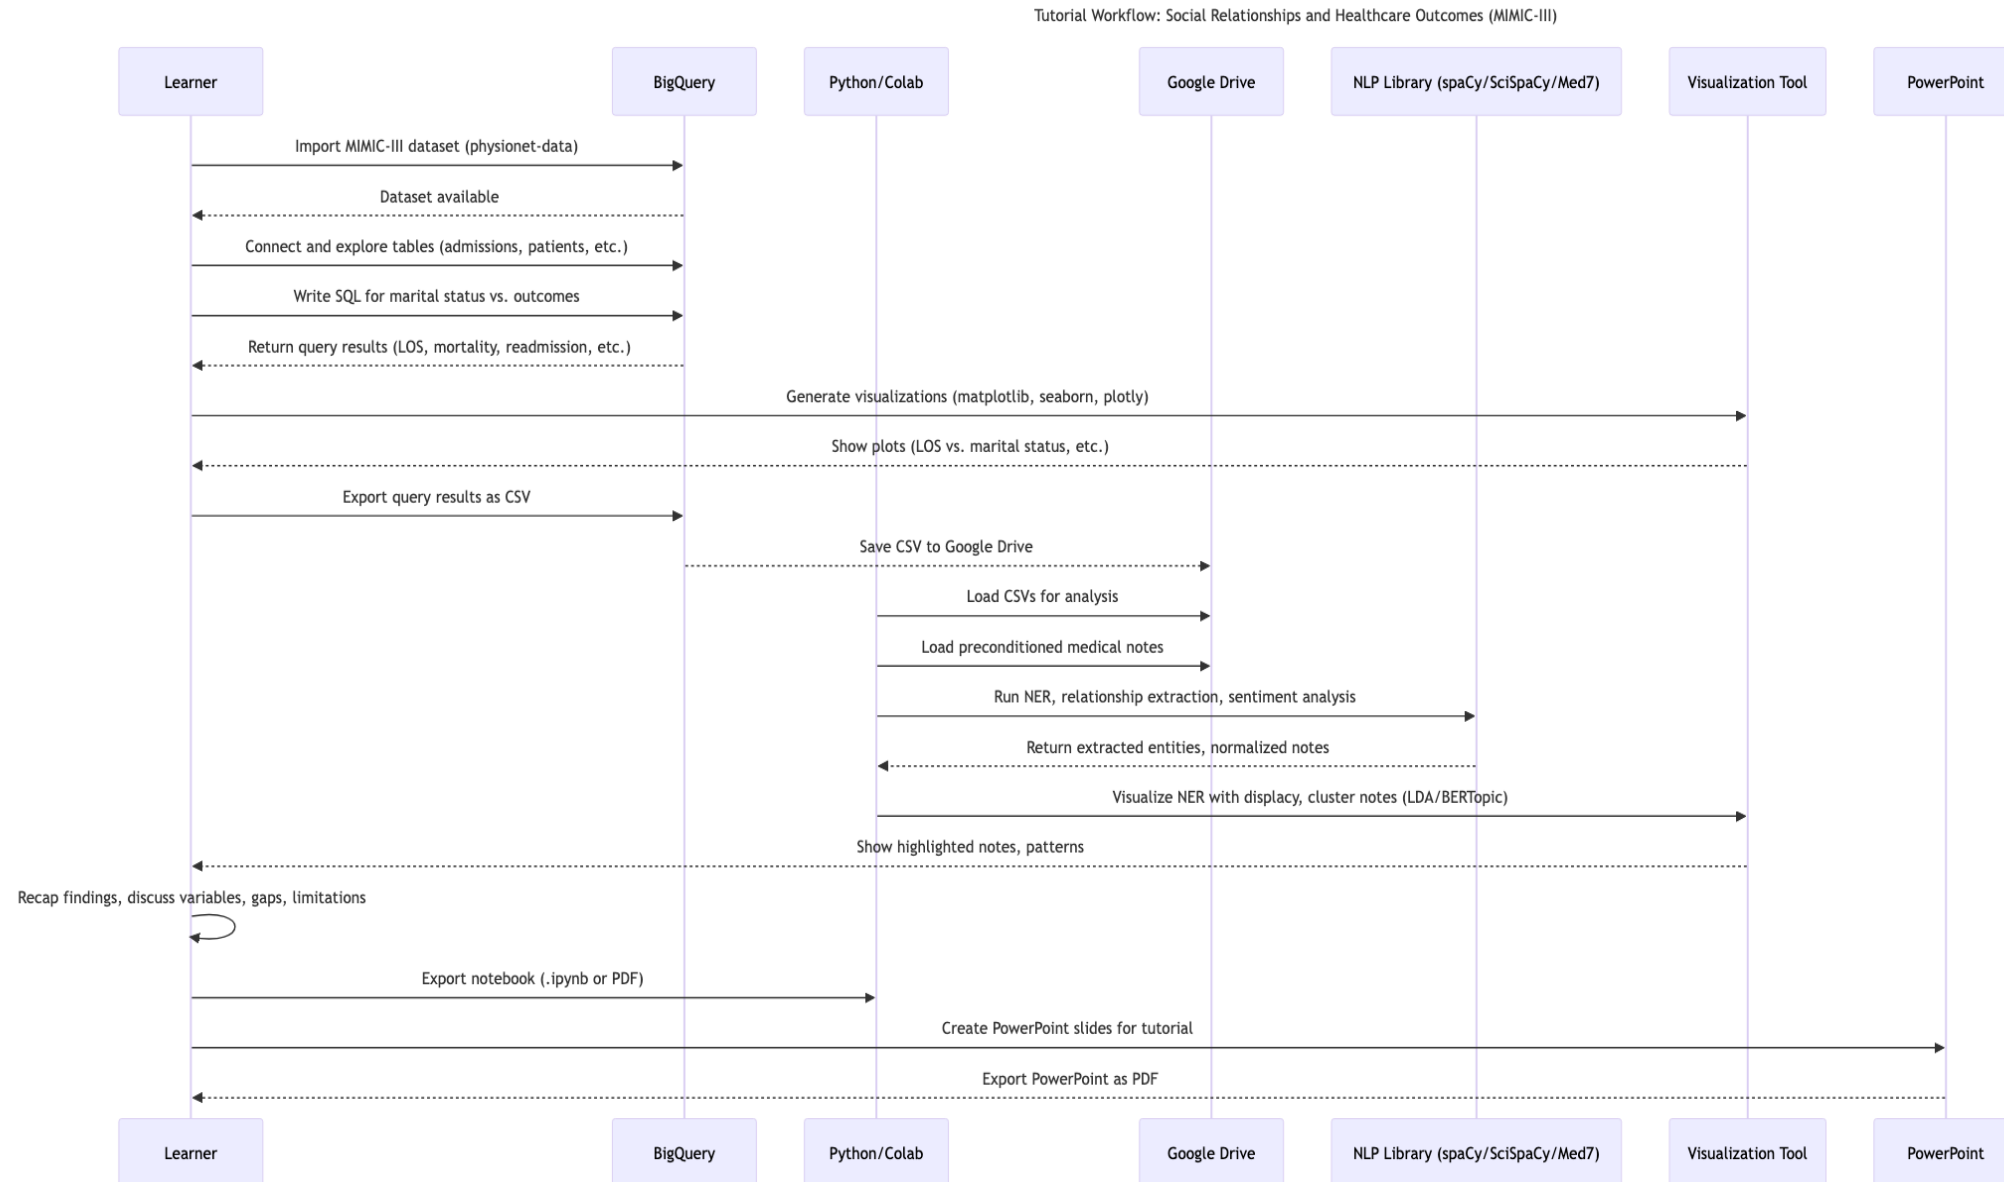 Tutorial Workflow: Social Relationships and Healthcare Outcomes (MIMIC-III)
Learner
BigQuery
Python/Colab
Google Drive
NLP Library (spaCy/SciSpaCy/Med7)
Visualization Tool
PowerPoint
Import MIMIC-III dataset (physionet-data)
Dataset available
Connect and explore tables (admissions, patients, etc.)
Write SQL for marital status vs. outcomes
Return query results (LOS, mortality, readmission, etc.)
Generate visualizations (matplotlib, seaborn, plotly)
Show plots (LOS vs. marital status, etc.)
Export query results as CSV
Save CSV to Google Drive
Load CSVs for analysis
Load preconditioned medical notes
Run NER, relationship extraction, sentiment analysis
Return extracted entities, normalized notes
Visualize NER with displacy, cluster notes (LDA/BERTopic)
Show highlighted notes, patterns
Recap findings, discuss variables, gaps, limitations
Export notebook (.ipynb or PDF)
Create PowerPoint slides for tutorial
Export PowerPoint as PDF
Learner
BigQuery
Python/Colab
Google Drive
NLP Library (spaCy/SciSpaCy/Med7)
Visualization Tool
PowerPoint